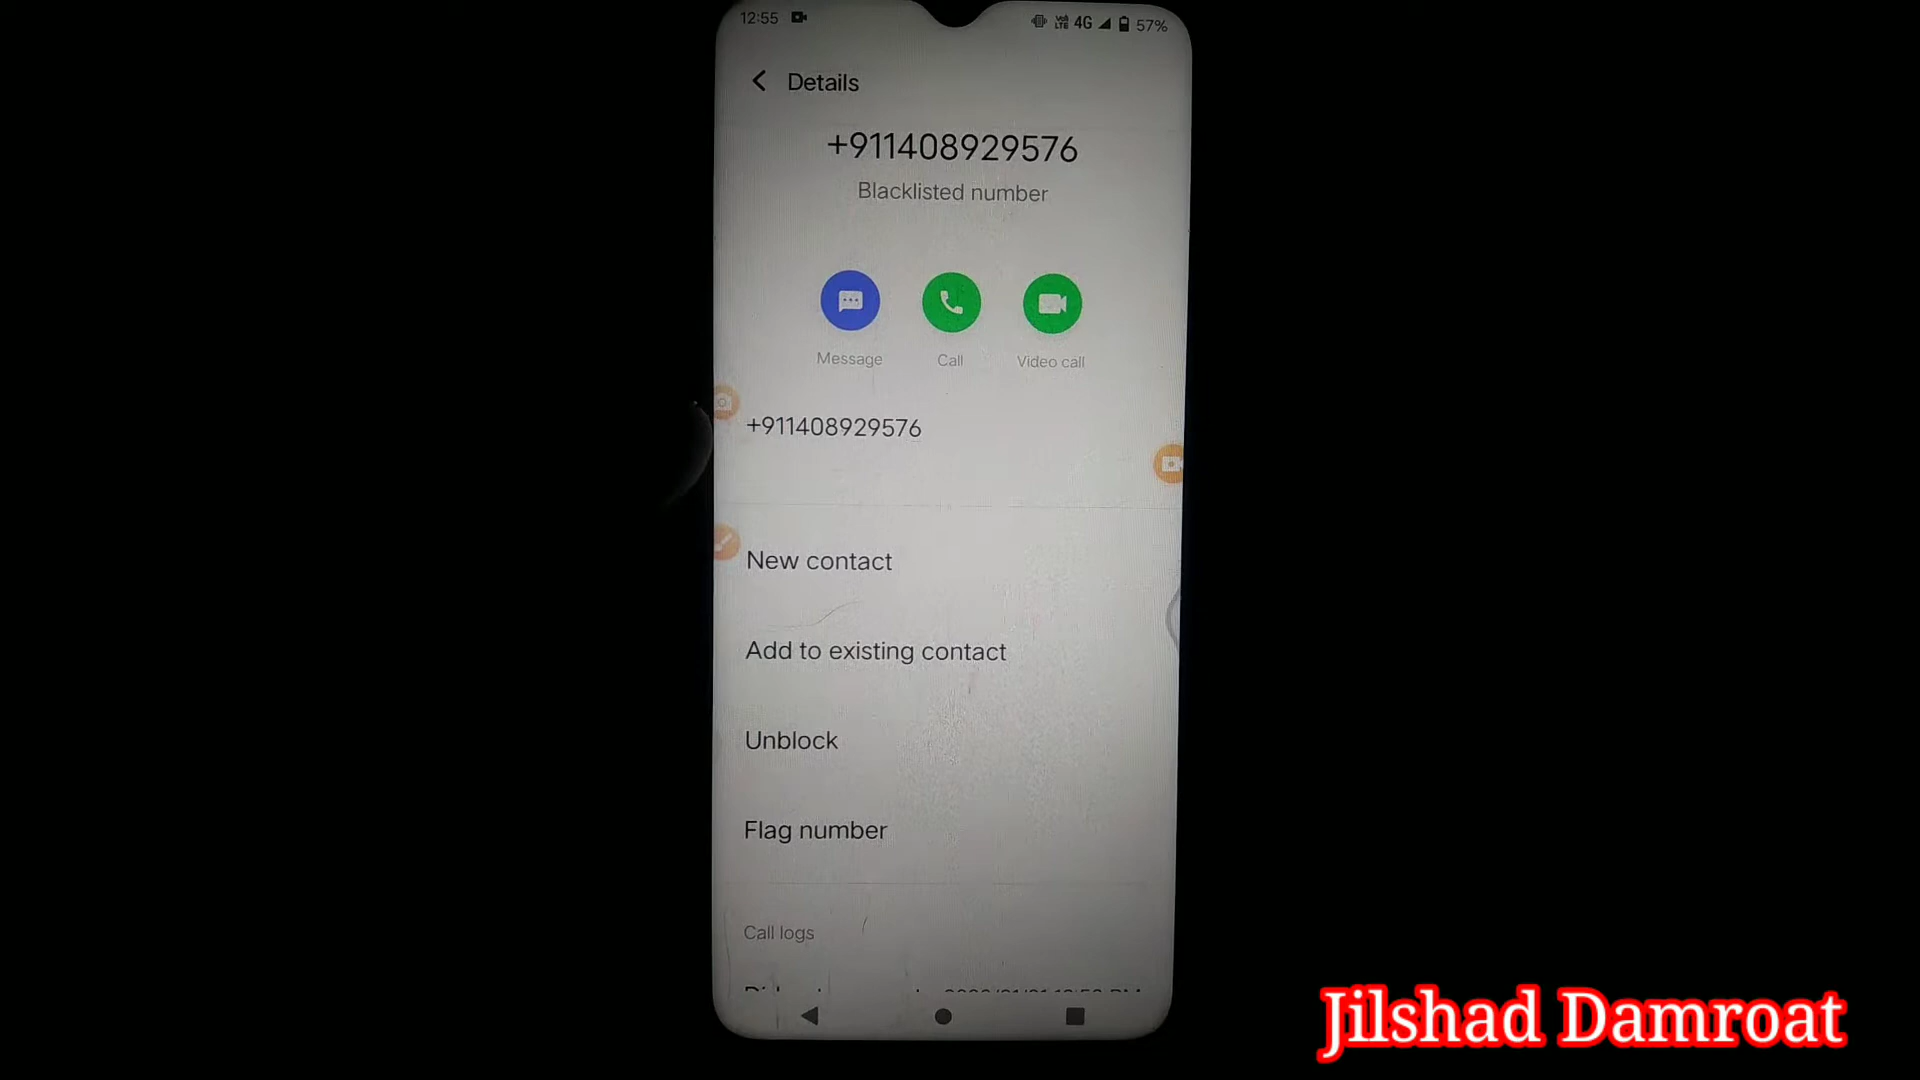 12:55
VoLTE 4G 57%
Details
+911408929576
Blacklisted number
Message Call Video call
+911408929576
New contact
Add to existing contact
Unblock
Flag number
Call logs
Jilshad Damroat